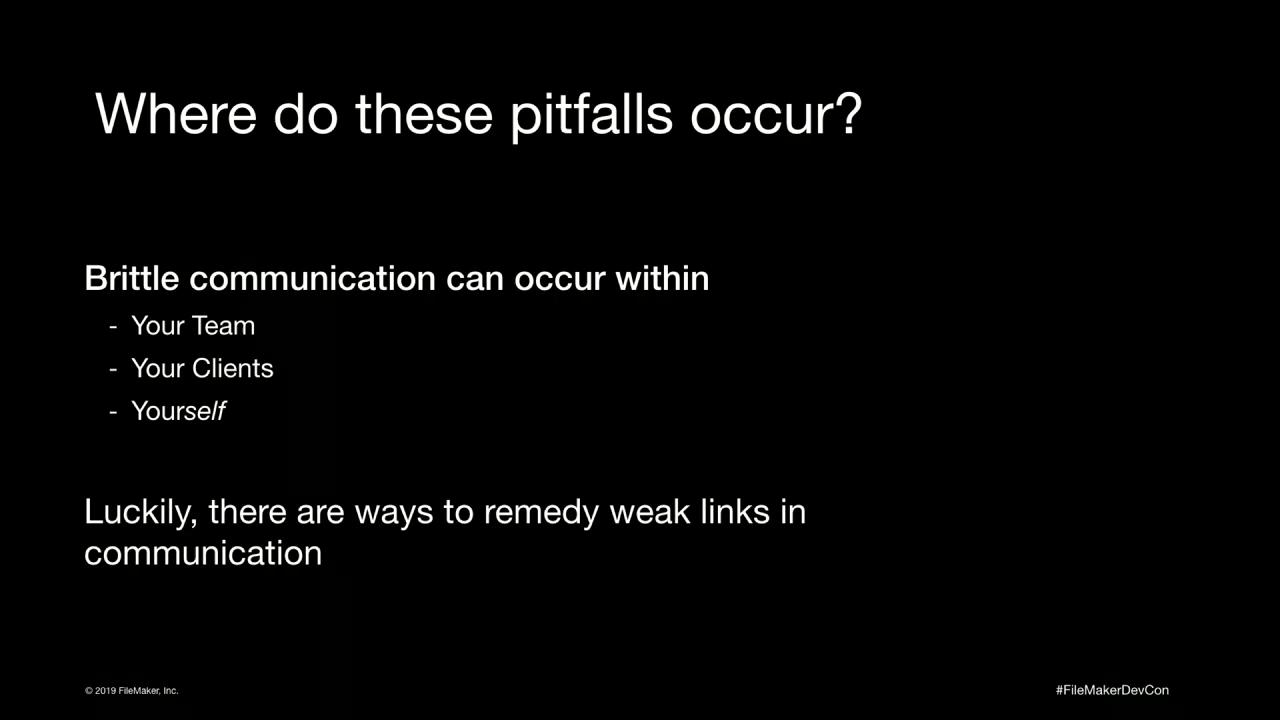 Where do these pitfalls occur?
Brittle communication can occur within
- Your Team
- Your Clients
- Yourself
Luckily, there are ways to remedy weak links in
communication
© 2019 FileMaker, Inc.
#FileMakerDevCon